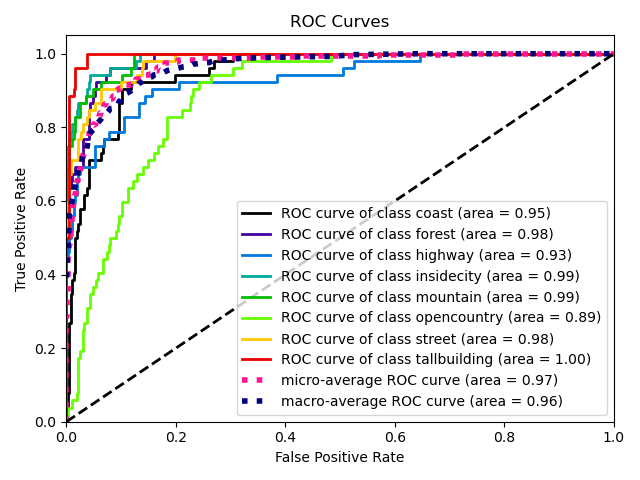 ROC Curves
True Positive Rate
1.0
0.8
0.6
0.4
0.2
0.0
ROC curve of class coast (area = 0.95)
ROC curve of class forest (area = 0.98)
ROC curve of class highway (area = 0.93)
ROC curve of class insidecity (area = 0.99)
ROC curve of class mountain (area = 0.99)
ROC curve of class opencountry (area = 0.89)
ROC curve of class street (area = 0.98)
ROC curve of class tallbuilding (area = 1.00)
micro-average ROC curve (area = 0.97)
macro-average ROC curve (area = 0.96)
0.0 0.2 0.4 0.6 0.8 1.0
False Positive Rate